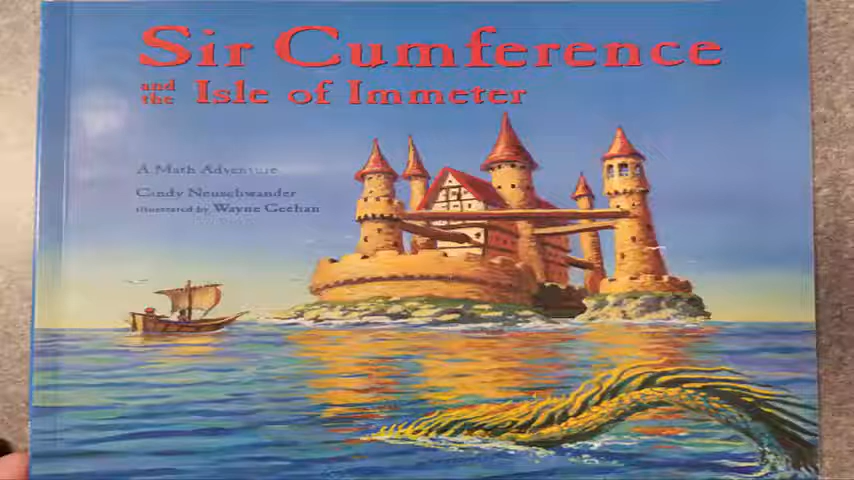 Sir Cumference
and the Isle of Immeter
A Math Adventure
Cindy Neuschwander
illustrated by Wayne Geehan